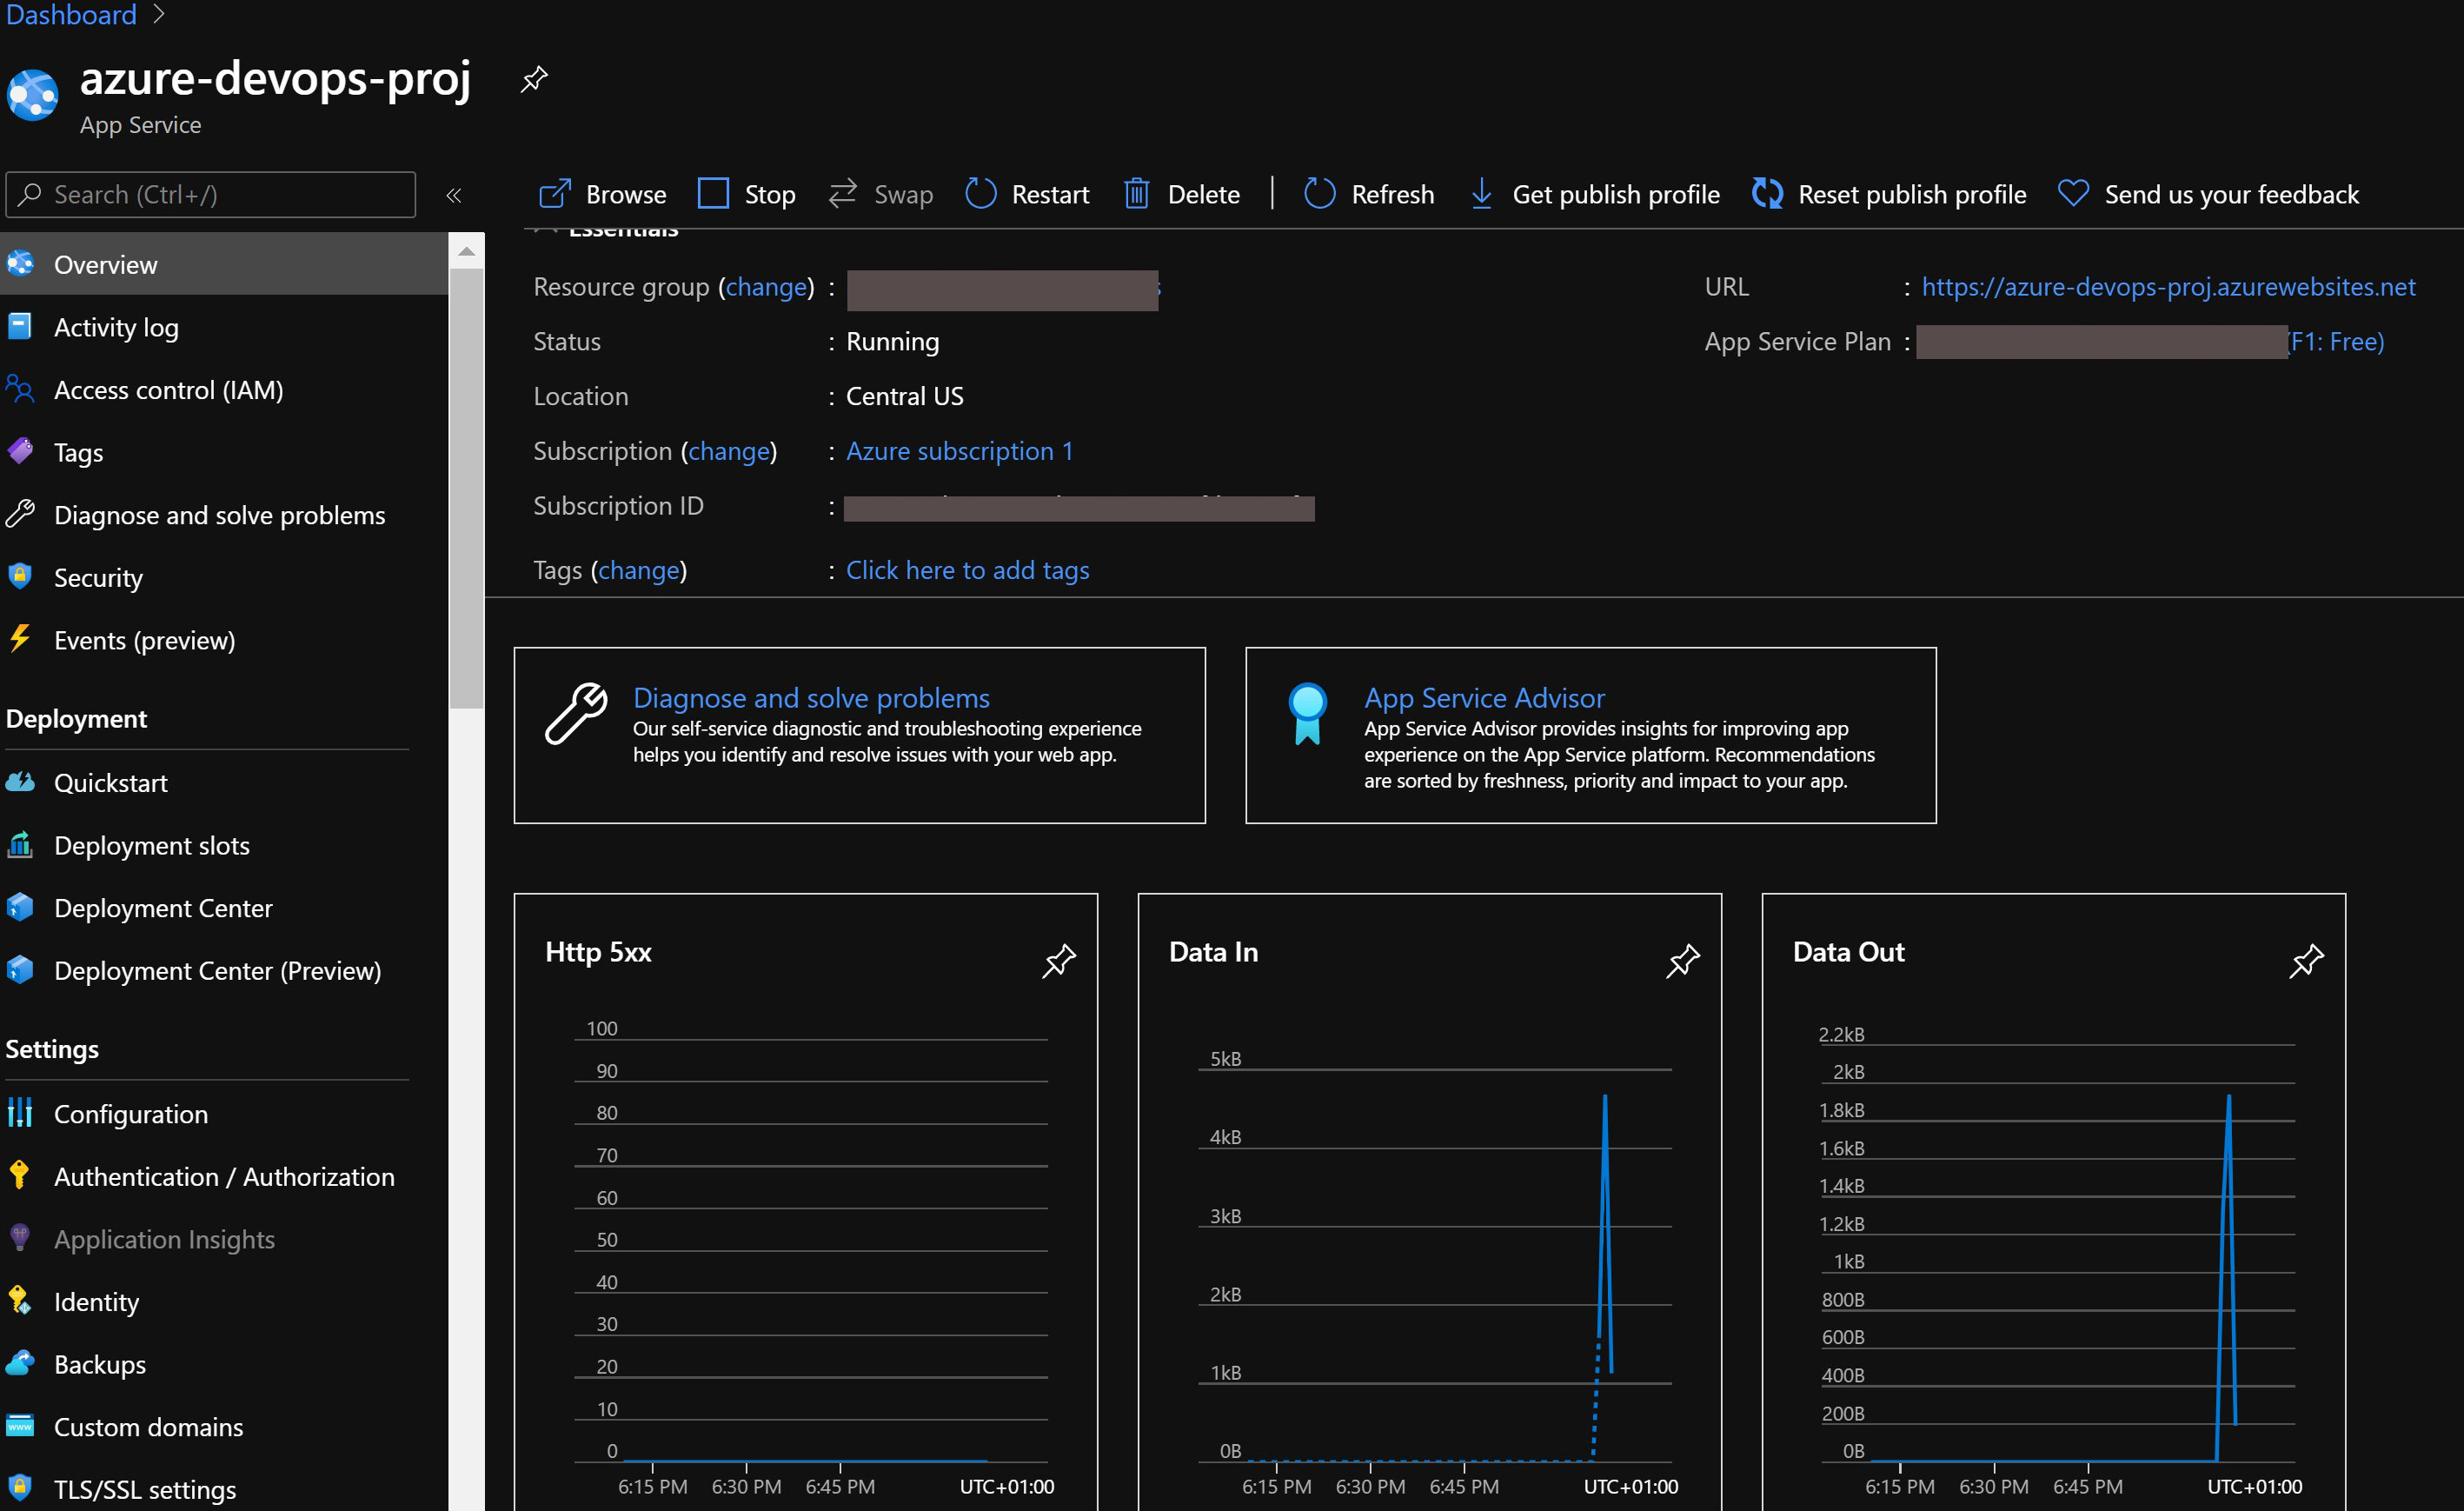 Dashboard
azure-devops-proj
App Service
Search (Ctrl+/)
«
Browse Stop Swap Restart Delete Refresh Get publish profile Reset publish profile Send us your feedback
Overview
Activity log
Access control (IAM)
Tags
Diagnose and solve problems
Security
Events (preview)
Deployment
Quickstart
Deployment slots
Deployment Center
Deployment Center (Preview)
Settings
Configuration
Authentication / Authorization
Application Insights
Identity
Backups
Custom domains
TLS/SSL settings
Essentials
Resource group (change) :
Status : Running
Location : Central US
Subscription (change) : Azure subscription 1
Subscription ID :
Tags (change) : Click here to add tags
URL : https://azure-devops-proj.azurewebsites.net
App Service Plan : (F1: Free)
Diagnose and solve problems
Our self-service diagnostic and troubleshooting experience
helps you identify and resolve issues with your web app.
App Service Advisor
App Service Advisor provides insights for improving app
experience on the App Service platform. Recommendations
are sorted by freshness, priority and impact to your app.
Http 5xx
100
90
80
70
60
50
40
30
20
10
0
6:15 PM 6:30 PM 6:45 PM UTC+01:00
Data In
5kB
4kB
3kB
2kB
1kB
0B
6:15 PM 6:30 PM 6:45 PM UTC+01:00
Data Out
2.2kB
2kB
1.8kB
1.6kB
1.4kB
1.2kB
1kB
800B
600B
400B
200B
0B
6:15 PM 6:30 PM 6:45 PM UTC+01:00